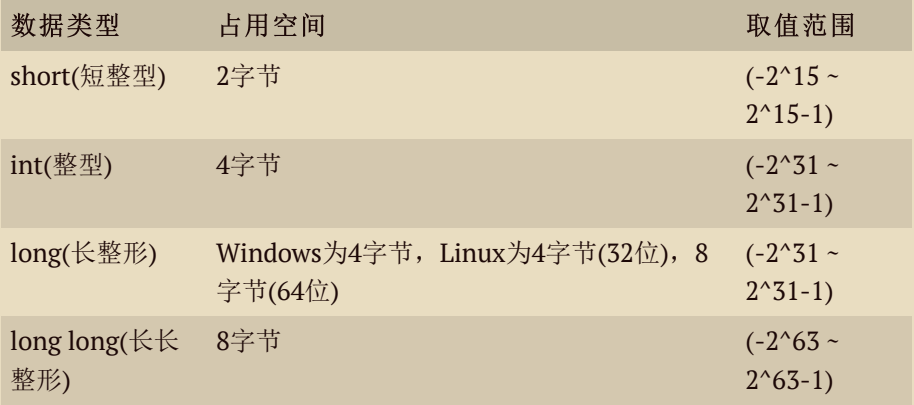 数据类型 占用空间 取值范围
short(短整型) 2字节 (-2^15 ~
2^15-1)
int(整型) 4字节 (-2^31 ~
2^31-1)
long(长整形) Windows为4字节，Linux为4字节(32位)，8 (-2^31 ~
字节(64位) 2^31-1)
long long(长长 8字节 (-2^63 ~
整形) 2^63-1)